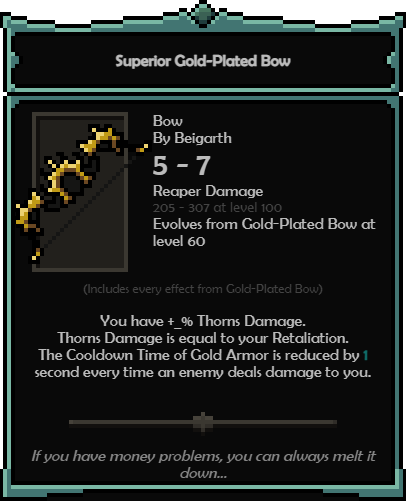 Superior Gold-Plated Bow
Bow
By Beigarth
5 - 7
Reaper Damage
205 - 307 at level 100
Evolves from Gold-Plated Bow at
level 60
(Includes every effect from Gold-Plated Bow)
You have +_% Thorns Damage.
Thorns Damage is equal to your Retaliation.
The Cooldown Time of Gold Armor is reduced by 1
second every time an enemy deals damage to you.
If you have money problems, you can always melt it
down...